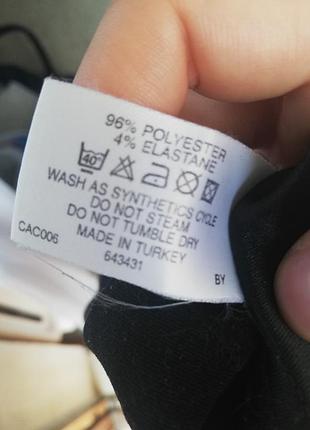 96% POLYESTER
4% ELASTANE
40°
WASH AS SYNTHETICS CYCLE
DO NOT STEAM
DO NOT TUMBLE DRY
MADE IN TURKEY
643431
CAC006
BY